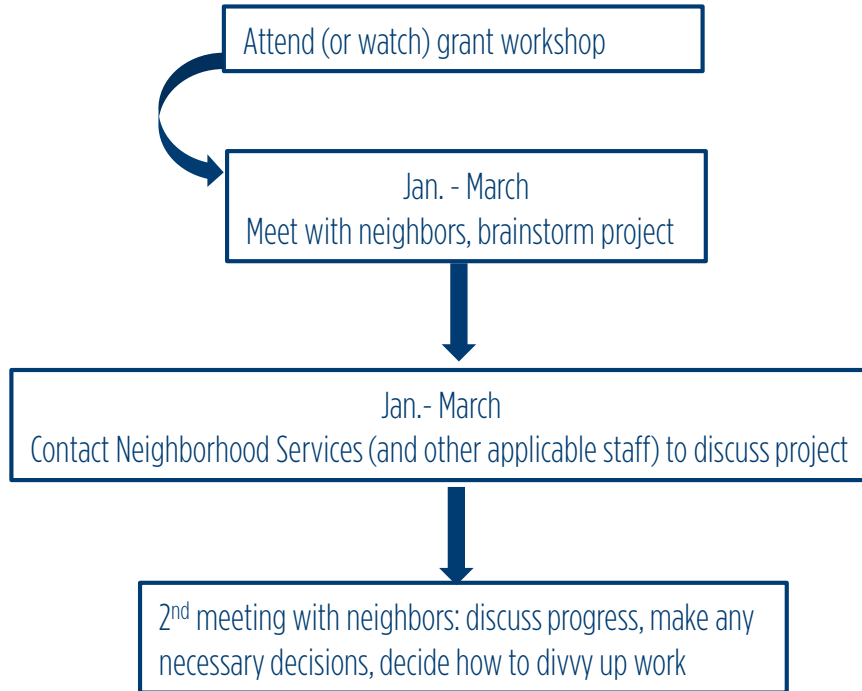 Attend (or watch) grant workshop
Jan. - March
Meet with neighbors, brainstorm project
Jan.- March
Contact Neighborhood Services (and other applicable staff) to discuss project
2nd meeting with neighbors: discuss progress, make any
necessary decisions, decide how to divvy up work